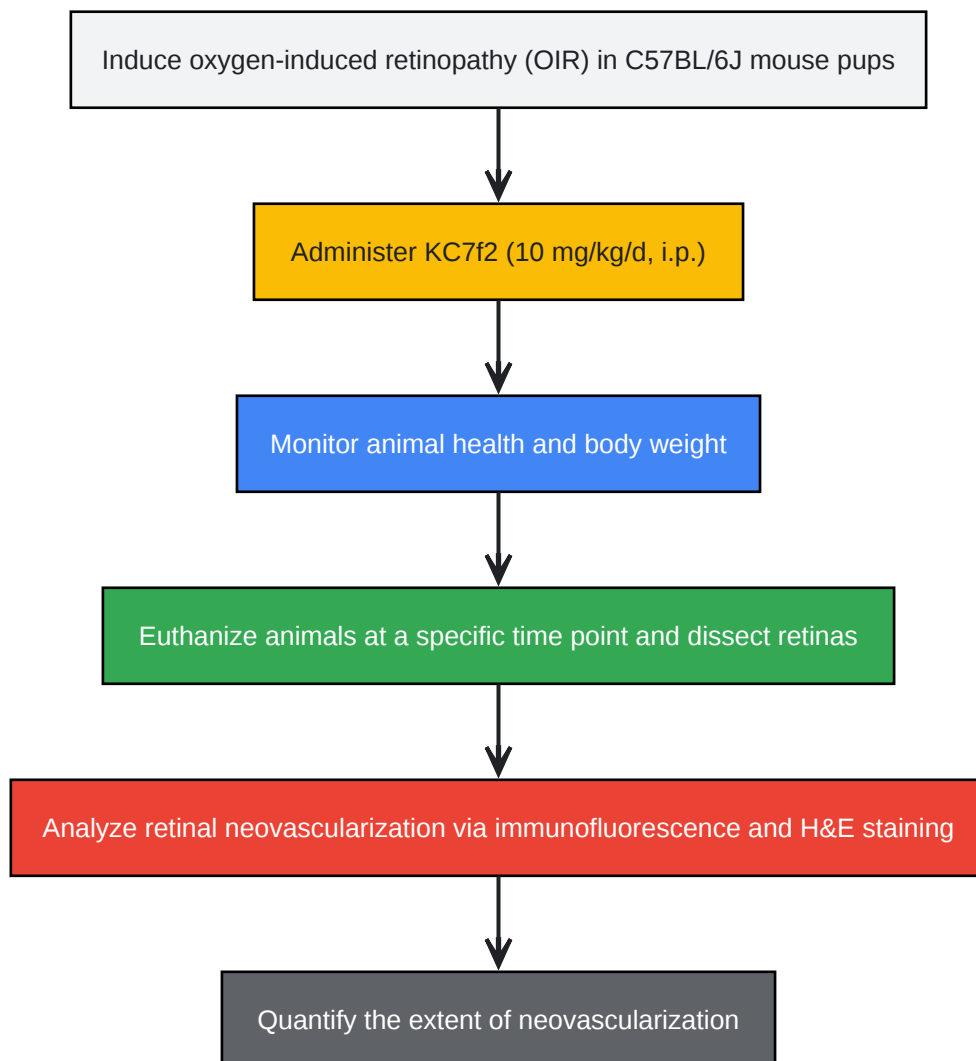 Induce oxygen-induced retinopathy (OIR) in C57BL/6J mouse pups
Administer KC7f2 (10 mg/kg/d, i.p.)
Monitor animal health and body weight
Euthanize animals at a specific time point and dissect retinas
Analyze retinal neovascularization via immunofluorescence and H&E staining
Quantify the extent of neovascularization